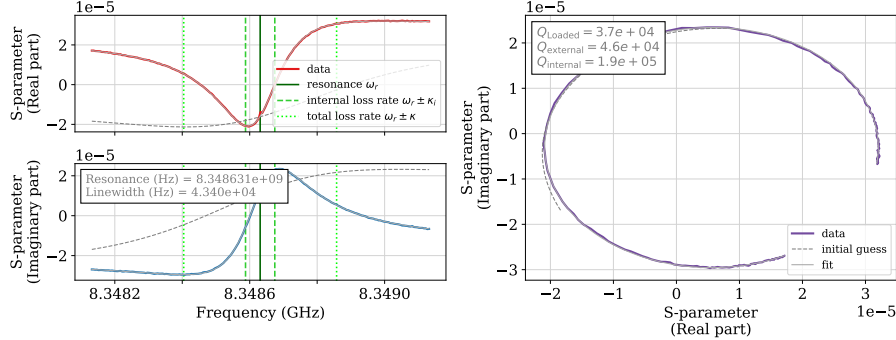 1e−5
2
0
−2
S-parameter
(Real part)
data
resonance ωr
internal loss rate ωr ± κi
total loss rate ωr ± κ
1e−5
2
0
−2
S-parameter
(Imaginary part)
Resonance (Hz) = 8.348631e+09
Linewidth (Hz) = 4.340e+04
8.3482
8.3486
8.3490
Frequency (GHz)
1e−5
2
1
0
−1
−2
−3
S-parameter
(Imaginary part)
QLoaded = 3.7e + 04
Qexternal = 4.6e + 04
Qinternal = 1.9e + 05
data
initial guess
fit
−2
−1
0
1
2
3
1e−5
S-parameter
(Real part)